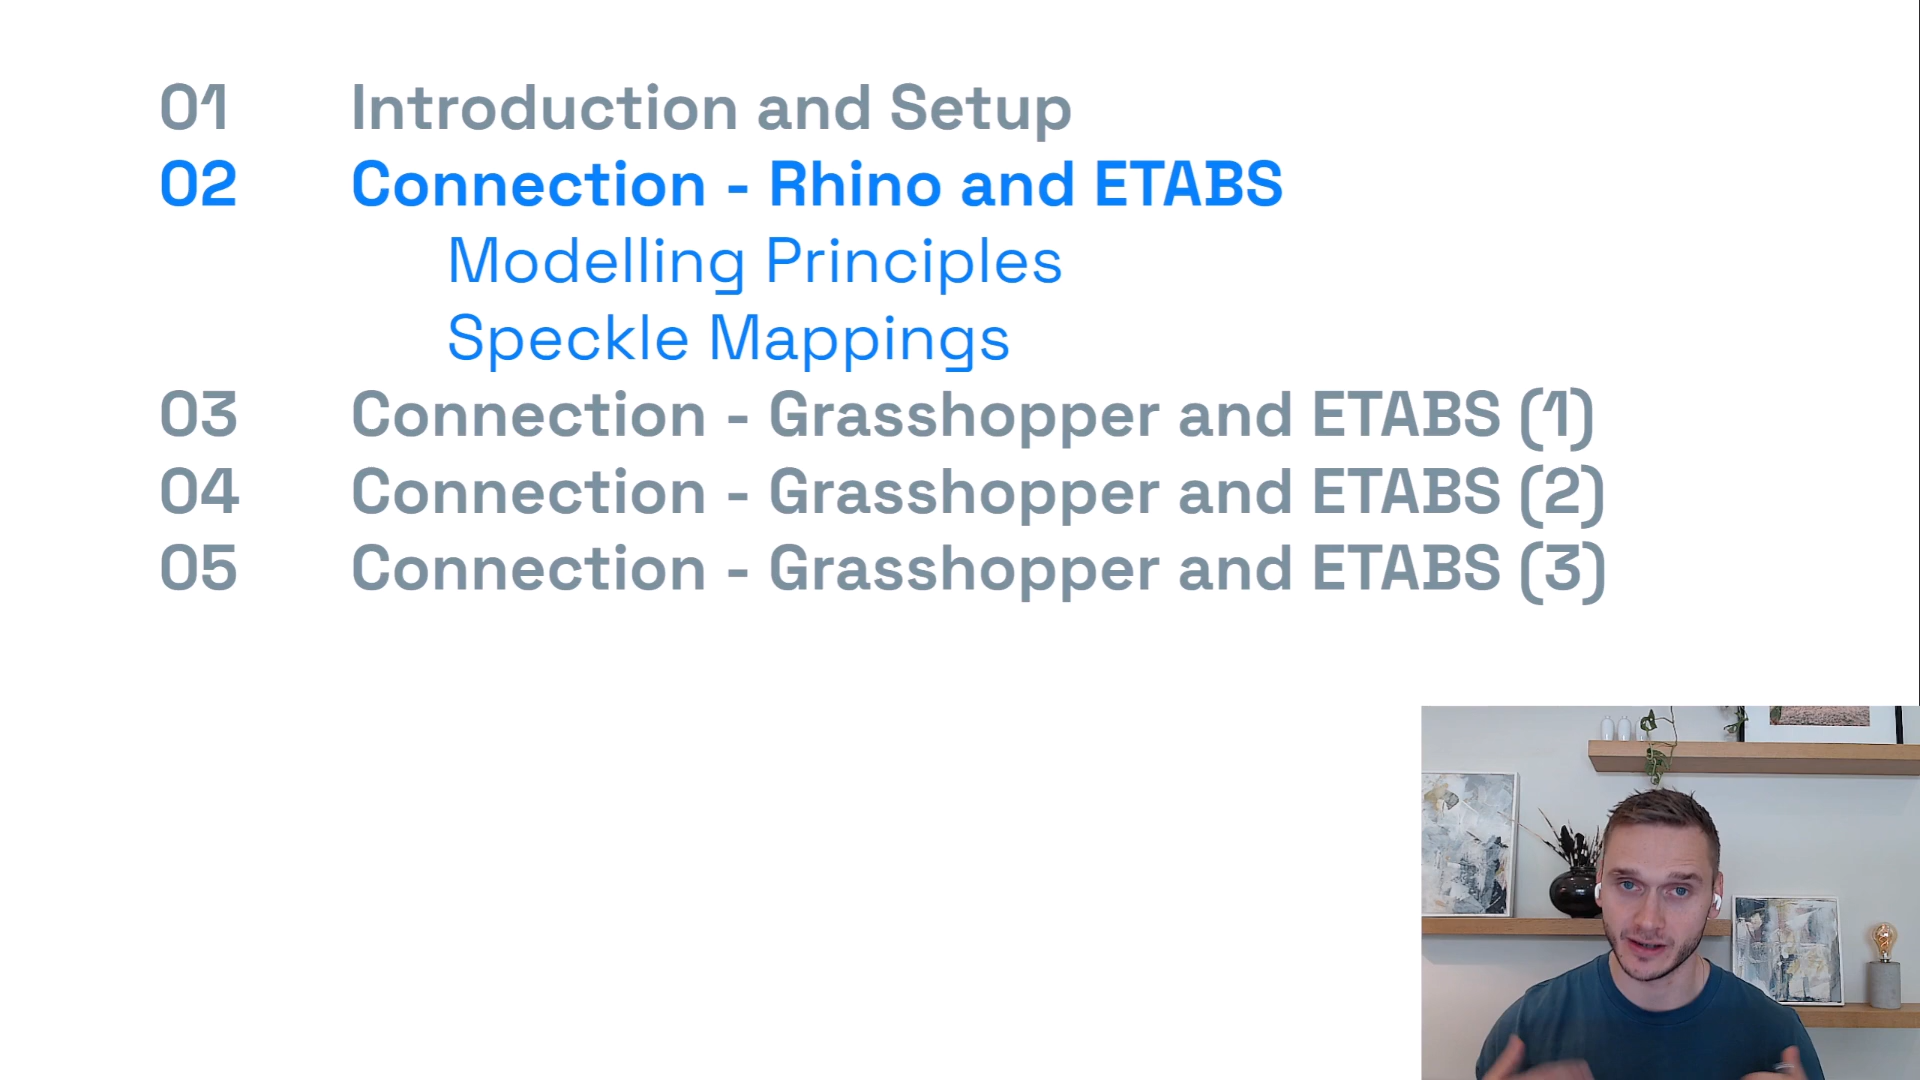 01 Introduction and Setup
02 Connection - Rhino and ETABS
Modelling Principles
Speckle Mappings
03 Connection - Grasshopper and ETABS (1)
04 Connection - Grasshopper and ETABS (2)
05 Connection - Grasshopper and ETABS (3)